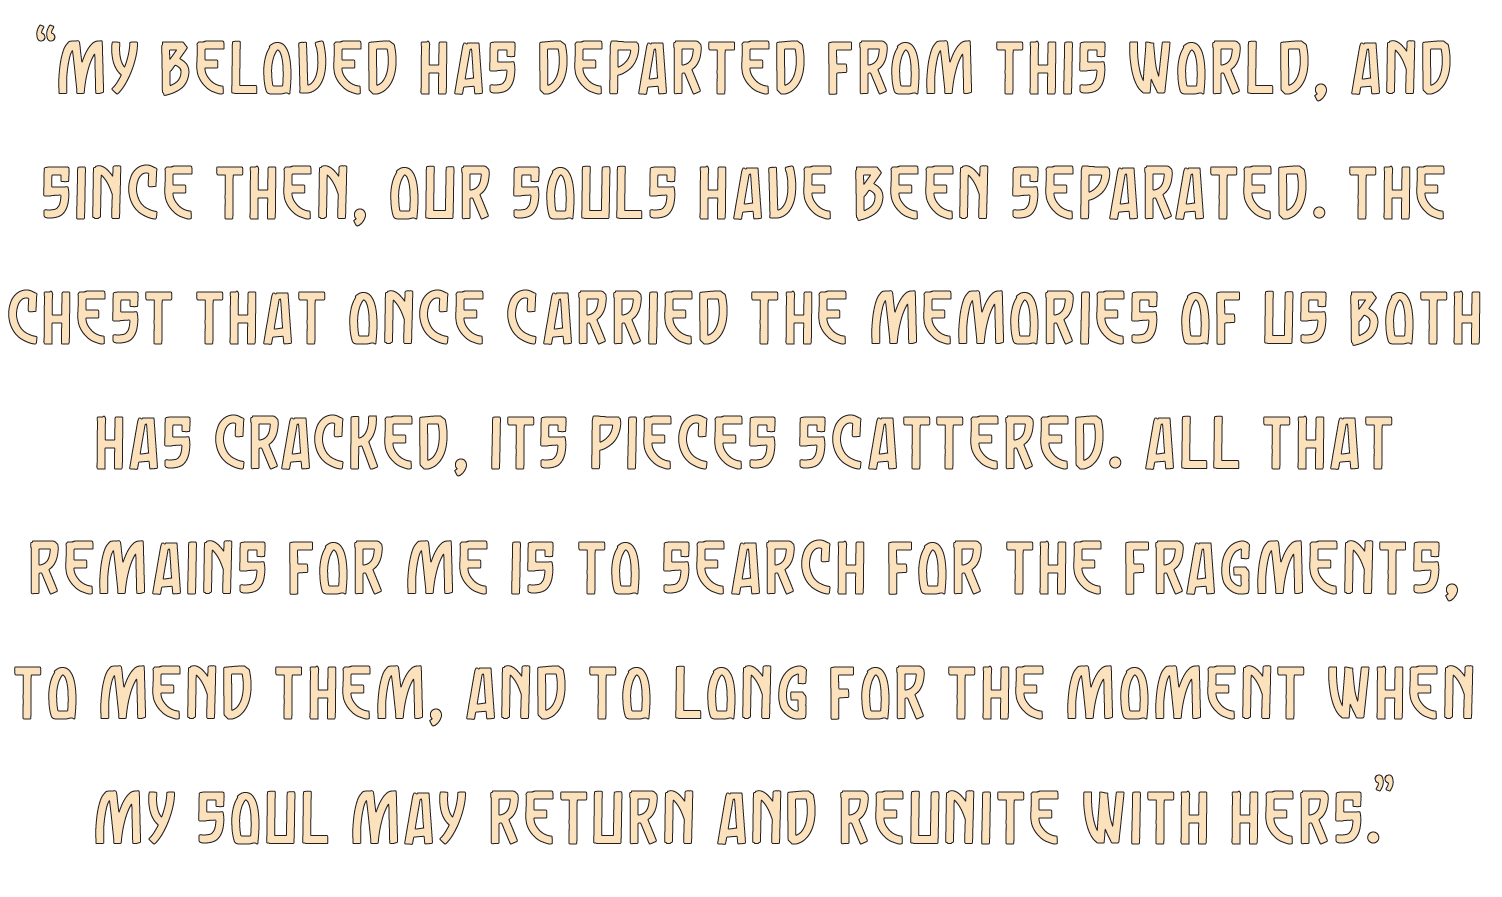 “MY BELOVED HAS DEPARTED FROM THIS WORLD, AND
SINCE THEN, OUR SOULS HAVE BEEN SEPARATED. THE
CHEST THAT ONCE CARRIED THE MEMORIES OF US BOTH
HAS CRACKED, ITS PIECES SCATTERED. ALL THAT
REMAINS FOR ME IS TO SEARCH FOR THE FRAGMENTS,
TO MEND THEM, AND TO LONG FOR THE MOMENT WHEN
MY SOUL MAY RETURN AND REUNITE WITH HERS.”